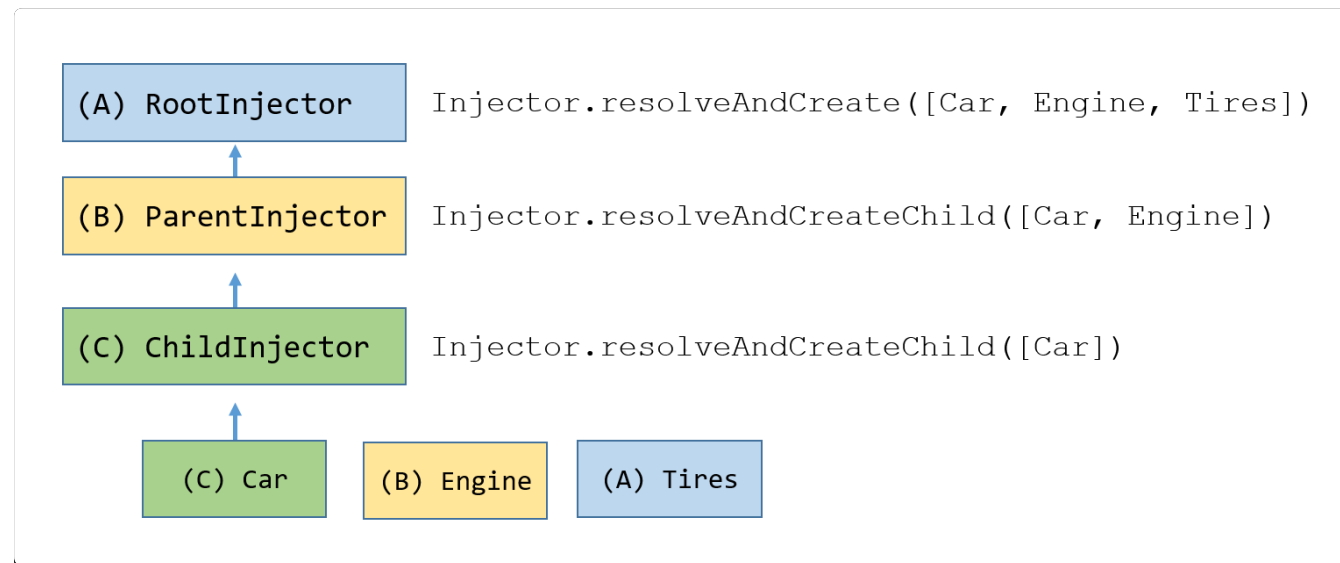 (A) RootInjector Injector.resolveAndCreate([Car, Engine, Tires])
(B) ParentInjector Injector.resolveAndCreateChild([Car, Engine])
(C) ChildInjector Injector.resolveAndCreateChild([Car])
(C) Car (B) Engine (A) Tires